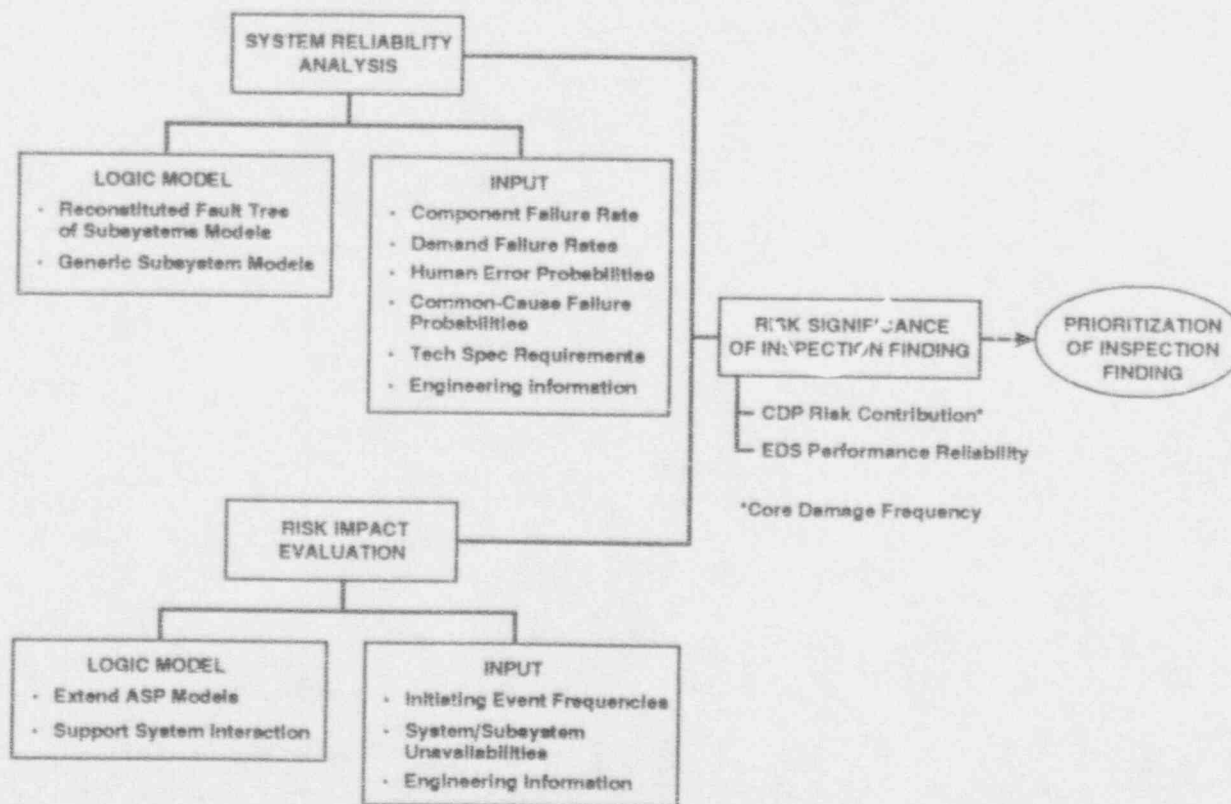 SYSTEM RELIABILITY
ANALYSIS
LOGIC MODEL
· Reconstituted Fault Tree
of Subsystems Models
· Generic Subsystem Models
INPUT
· Component Failure Rate
· Demand Failure Rates
· Human Error Probabilities
· Common-Cause Failure
Probabilities
· Tech Spec Requirements
· Engineering Information
RISK SIGNIFICANCE
OF INSPECTION FINDING
CDP Risk Contribution*
EDS Performance Reliability
*Core Damage Frequency
PRIORITIZATION
OF INSPECTION
FINDING
RISK IMPACT
EVALUATION
LOGIC MODEL
· Extend ASP Models
· Support System Interaction
INPUT
· Initiating Event Frequencies
· System/Subsystem
Unavailabilities
· Engineering Information